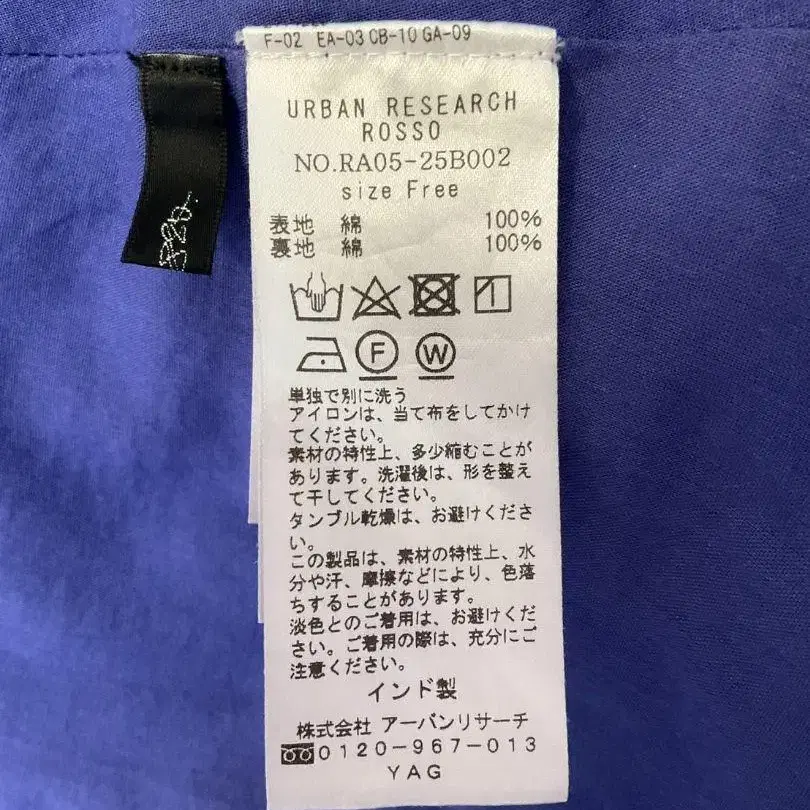 F-02 EA-03 CB-10 GA-09
URBAN RESEARCH
ROSSO
NO.RA05-25B002
size Free
表地 綿 100%
裏地 綿 100%
F W
単独で別に洗う
アイロンは、当て布をしてかけ
てください。
素材の特性上、多少縮むことが
あります。洗濯後は、形を整え
て干してください。
タンブル乾燥は、お避けくださ
い。
この製品は、素材の特性上、水
分や汗、摩擦などにより、色落
ちすることがあります。
淡色とのご着用は、お避けくだ
さい。ご着用の際は、充分にご
注意ください。
インド製
株式会社 アーバンリサーチ
0120-967-013
YAG